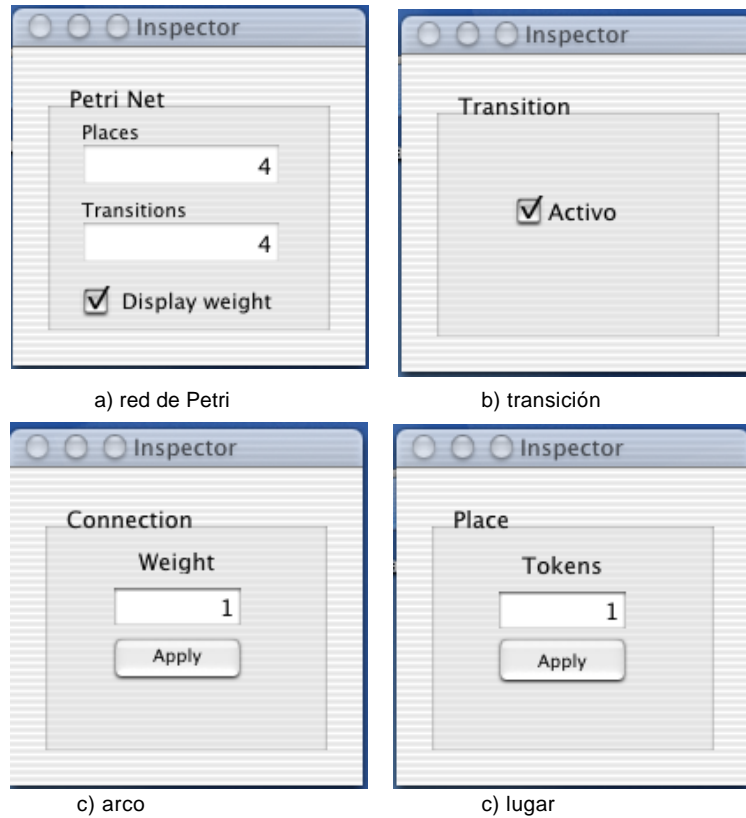 Inspector
Petri Net
Places
4
Transitions
4
Display weight
a) red de Petri
Inspector
Transition
Activo
b) transición
Inspector
Connection
Weight
1
Apply
c) arco
Inspector
Place
Tokens
1
Apply
c) lugar